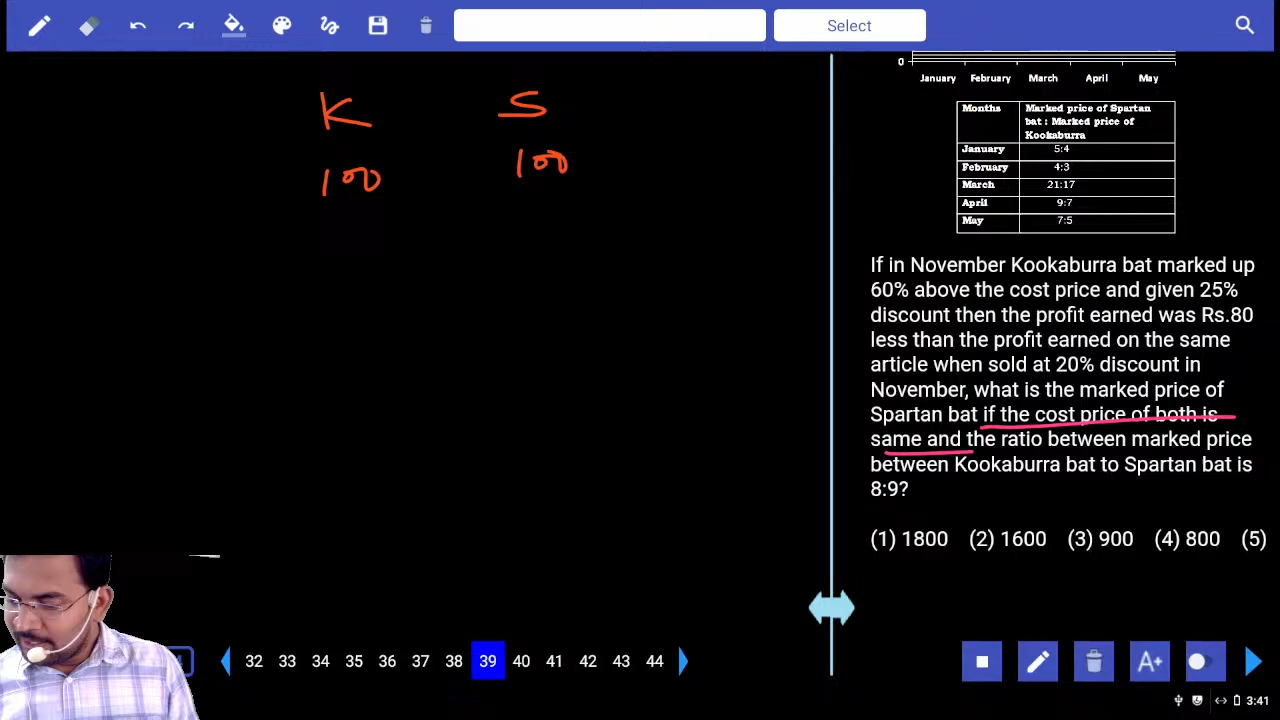 Select
K S
100 100
0
January February March April May
Months Marked price of Spartan bat : Marked price of Kookaburra
January 5:4
February 4:3
March 21:17
April 9:7
May 7:5
If in November Kookaburra bat marked up
60% above the cost price and given 25%
discount then the profit earned was Rs.80
less than the profit earned on the same
article when sold at 20% discount in
November, what is the marked price of
Spartan bat if the cost price of both is
same and the ratio between marked price
between Kookaburra bat to Spartan bat is
8:9?
(1) 1800 (2) 1600 (3) 900 (4) 800 (5)
32 33 34 35 36 37 38 39 40 41 42 43 44
A+
3:41